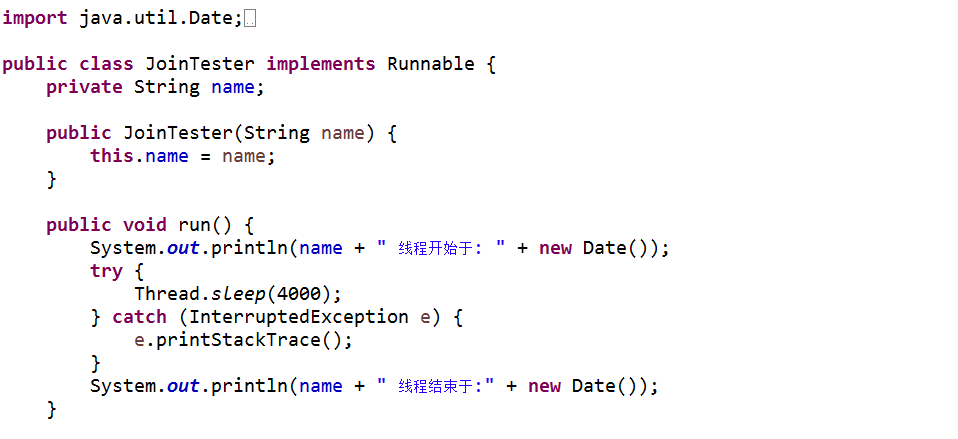 import java.util.Date;
public class JoinTester implements Runnable {
    private String name;
    public JoinTester(String name) {
        this.name = name;
    }
    public void run() {
        System.out.println(name + " 线程开始于: " + new Date());
        try {
            Thread.sleep(4000);
        } catch (InterruptedException e) {
            e.printStackTrace();
        }
        System.out.println(name + " 线程结束于:" + new Date());
    }